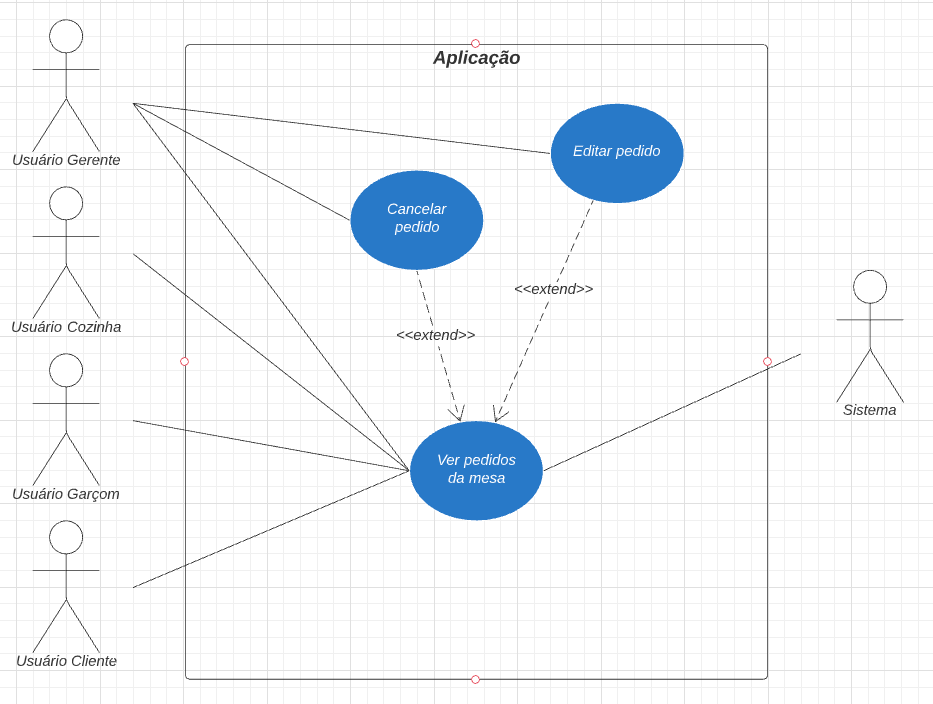 Aplicação
Usuário Gerente
Editar pedido
Cancelar
pedido
Usuário Cozinha
<<extend>>
<<extend>>
Sistema
Usuário Garçom
Ver pedidos
da mesa
Usuário Cliente